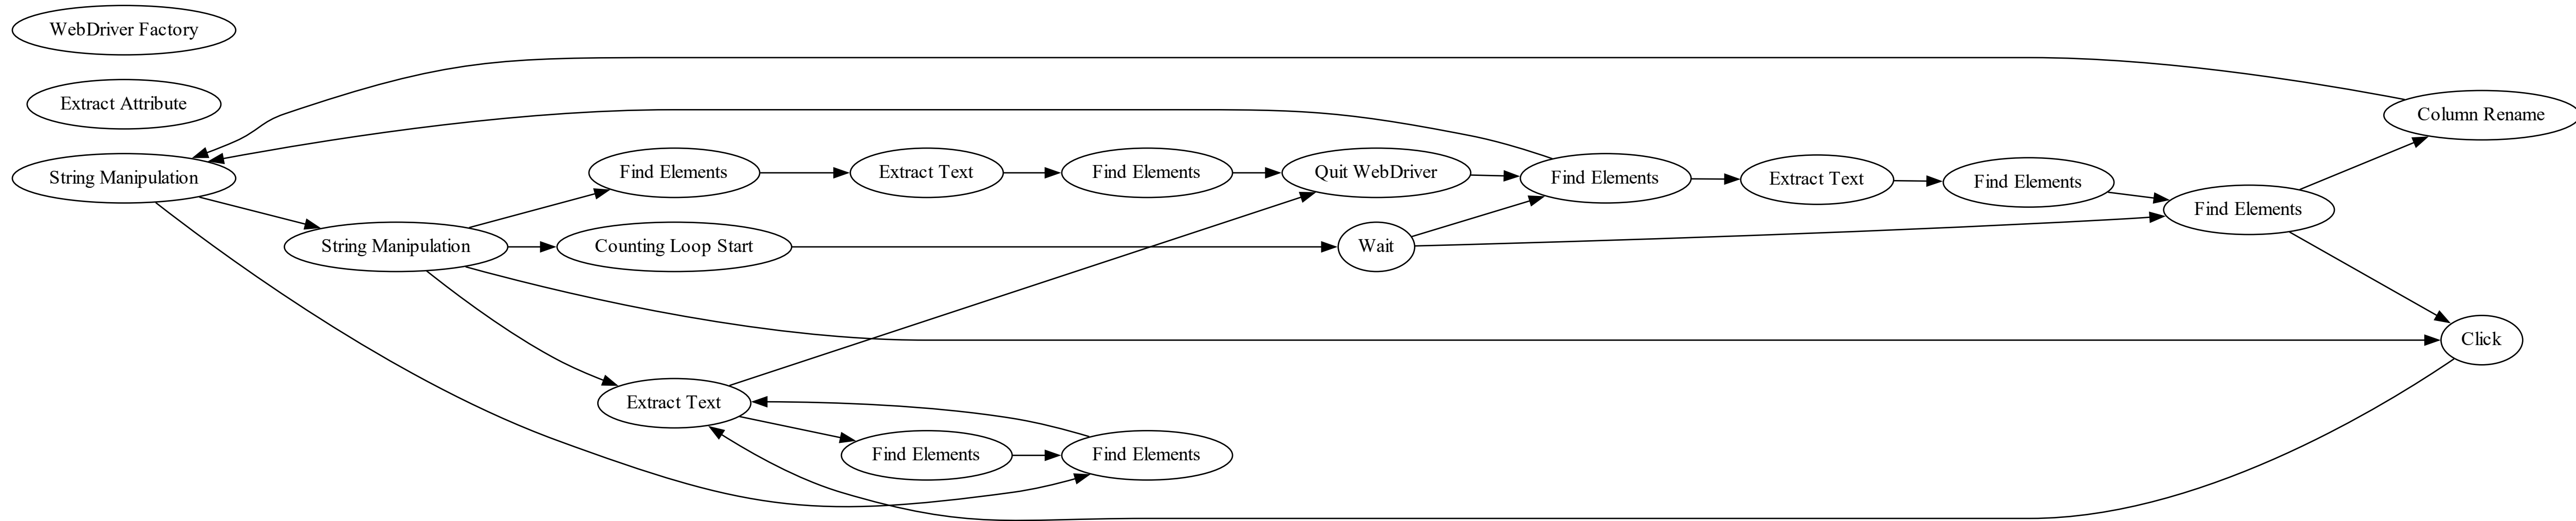 WebDriver Factory
Extract Attribute
String Manipulation
String Manipulation
Find Elements
Extract Text
Find Elements
Quit WebDriver
Find Elements
Extract Text
Find Elements
Find Elements
Column Rename
Counting Loop Start
Wait
Click
Extract Text
Find Elements
Find Elements